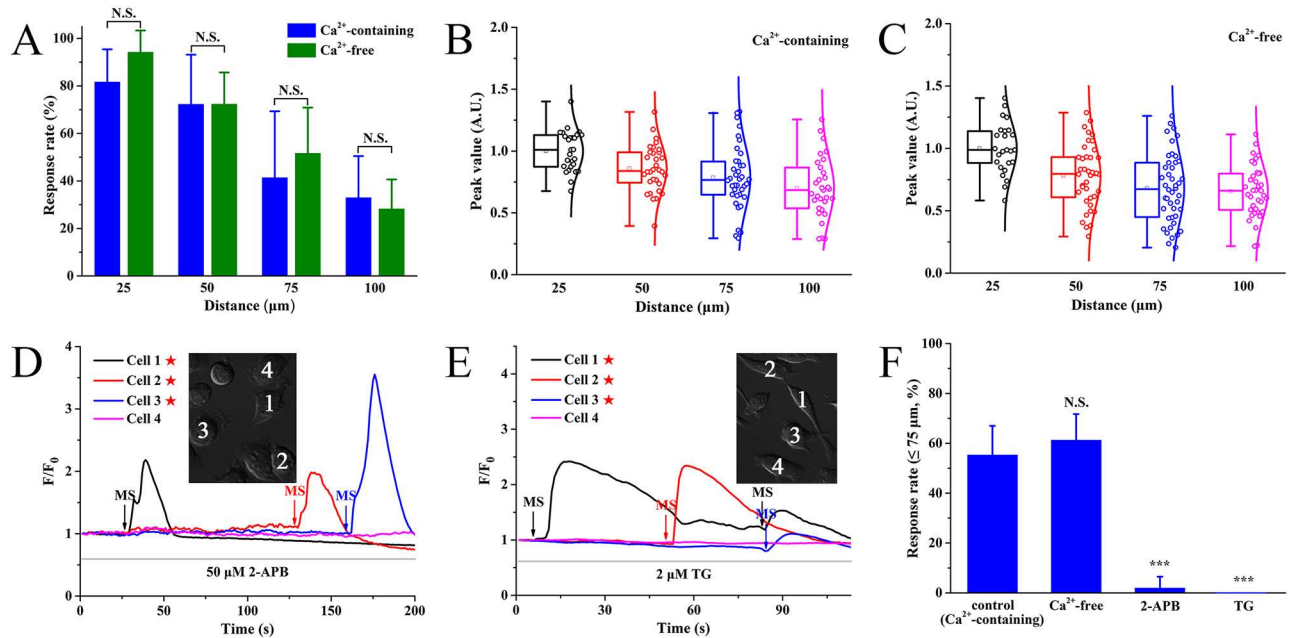 A
N.S.
N.S.
N.S.
N.S.
Ca²⁺-containing
Ca²⁺-free
Response rate (%)
100
80
60
40
20
0
25
50
75
100
Distance (μm)
B
Ca²⁺-containing
Peak value (A.U.)
2.0
1.5
1.0
0.5
0.0
25
50
75
100
Distance (μm)
C
Ca²⁺-free
Peak value (A.U.)
2.0
1.5
1.0
0.5
0.0
25
50
75
100
Distance (μm)
D
Cell 1 ★
Cell 2 ★
Cell 3 ★
Cell 4
4
1
3
2
F/F₀
4
3
2
1
0
MS
MS
MS
50 μM 2-APB
0
50
100
150
200
Time (s)
E
Cell 1 ★
Cell 2 ★
Cell 3 ★
Cell 4
2
1
3
4
F/F₀
4
3
2
1
0
MS
MS
MS
MS
2 μM TG
0
30
60
90
Time (s)
F
Response rate (≤ 75 μm, %)
100
80
60
40
20
0
N.S.
***
***
control
(Ca²⁺-containing)
Ca²⁺-free
2-APB
TG